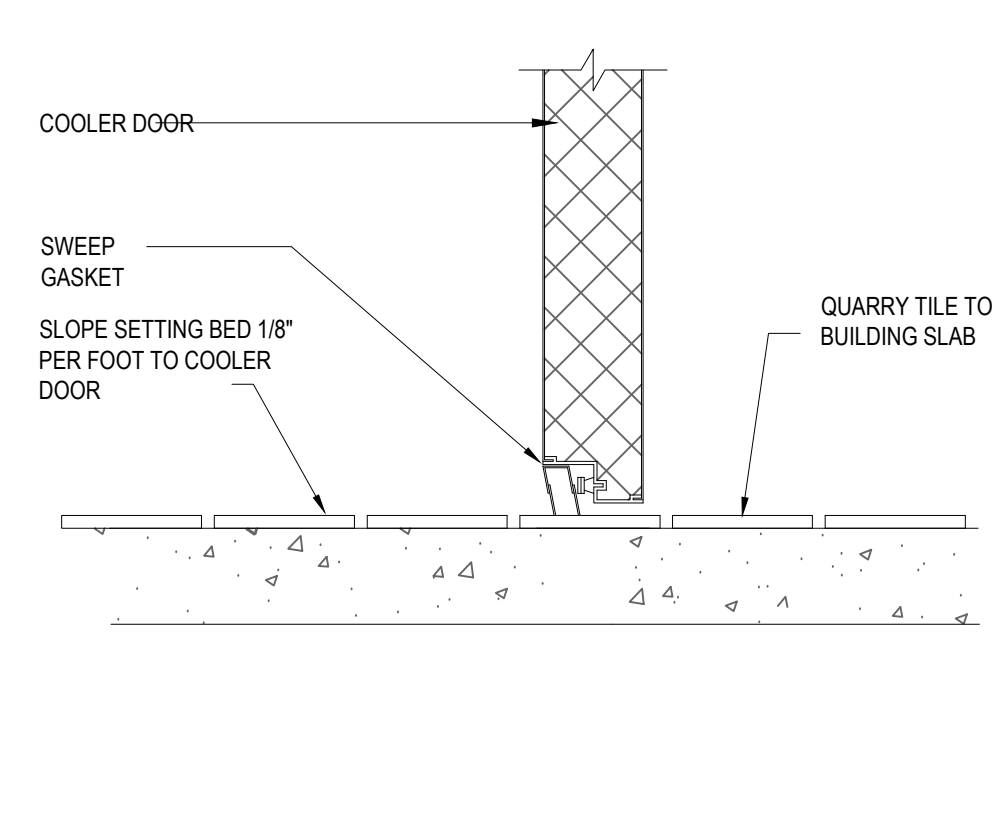 COOLER DOOR
SWEEP
GASKET
SLOPE SETTING BED 1/8"
PER FOOT TO COOLER
DOOR
QUARRY TILE TO
BUILDING SLAB